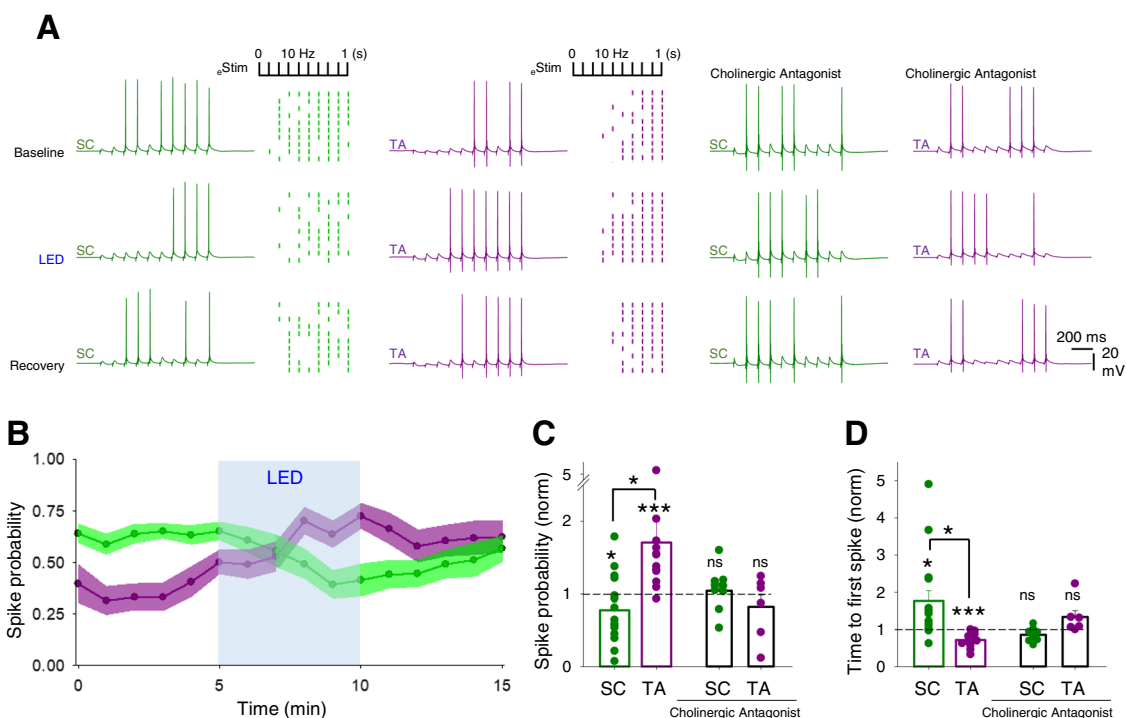 A
0 10 Hz 1 (s)
eStim
0 10 Hz 1 (s)
eStim
Cholinergic Antagonist
Cholinergic Antagonist
SC
TA
SC
TA
Baseline
SC
TA
SC
TA
LED
SC
TA
SC
TA
Recovery
200 ms
20
mV
B
1.00
0.75
0.50
0.25
0.00
Spike probability
LED
0
5
10
15
Time (min)
C
5
2
1
0
Spike probability (norm)
*
*
***
ns
ns
SC
TA
SC
TA
Cholinergic Antagonist
D
5
4
3
2
1
0
Time to first spike (norm)
*
*
***
ns
ns
SC
TA
SC
TA
Cholinergic Antagonist